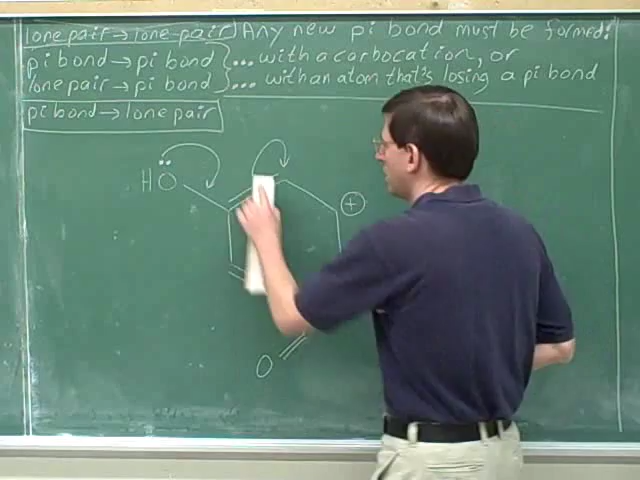 lone pair → lone pair Any new pi bond must be formed:
pi bond → pi bond } ... with a carbocation, or
lone pair → pi bond } ... with an atom that's losing a pi bond
pi bond → lone pair
HO +
O